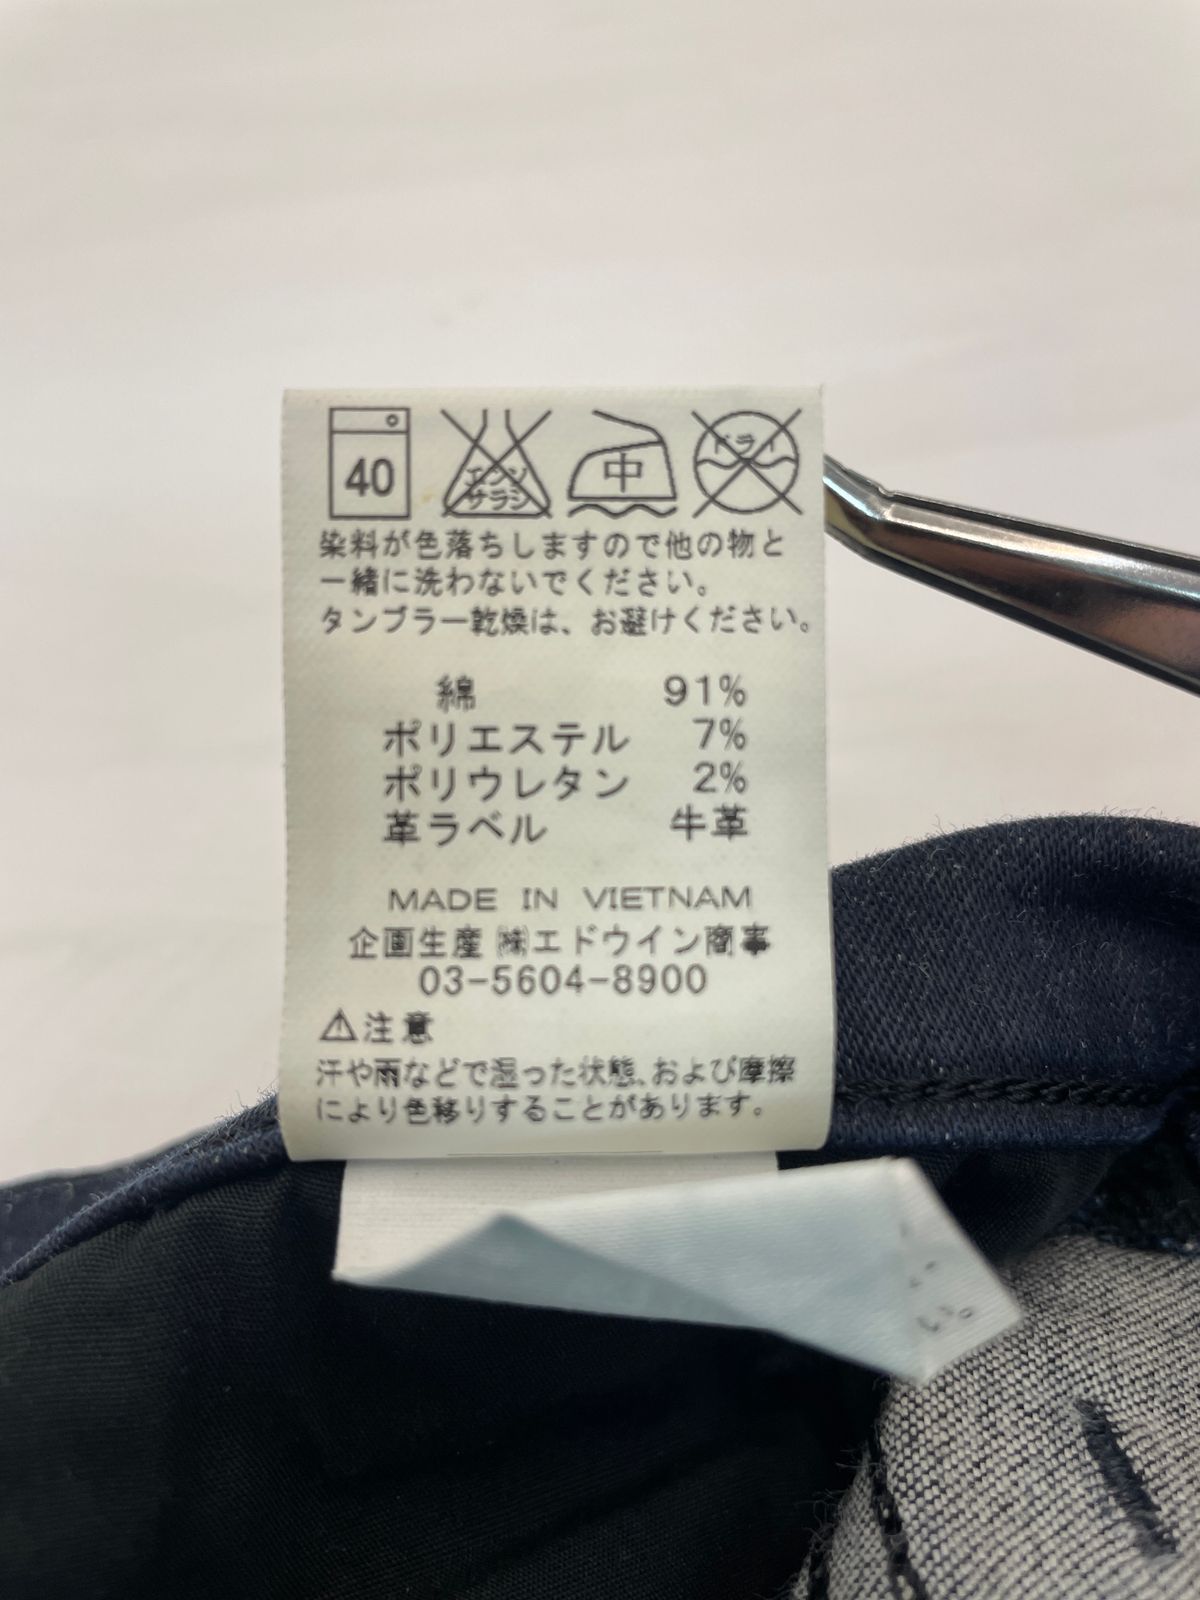 40
エンソ
サラシ
中
ドライ
染料が色落ちしますので他の物と
一緒に洗わないでください。
タンブラー乾燥は、お避けください。
綿 91%
ポリエステル 7%
ポリウレタン 2%
革ラベル 牛革
MADE IN VIETNAM
企画生産 ㈱エドウイン商事
03-5604-8900
⚠注意
汗や雨などで湿った状態、および摩擦
により色移りすることがあります。
い。